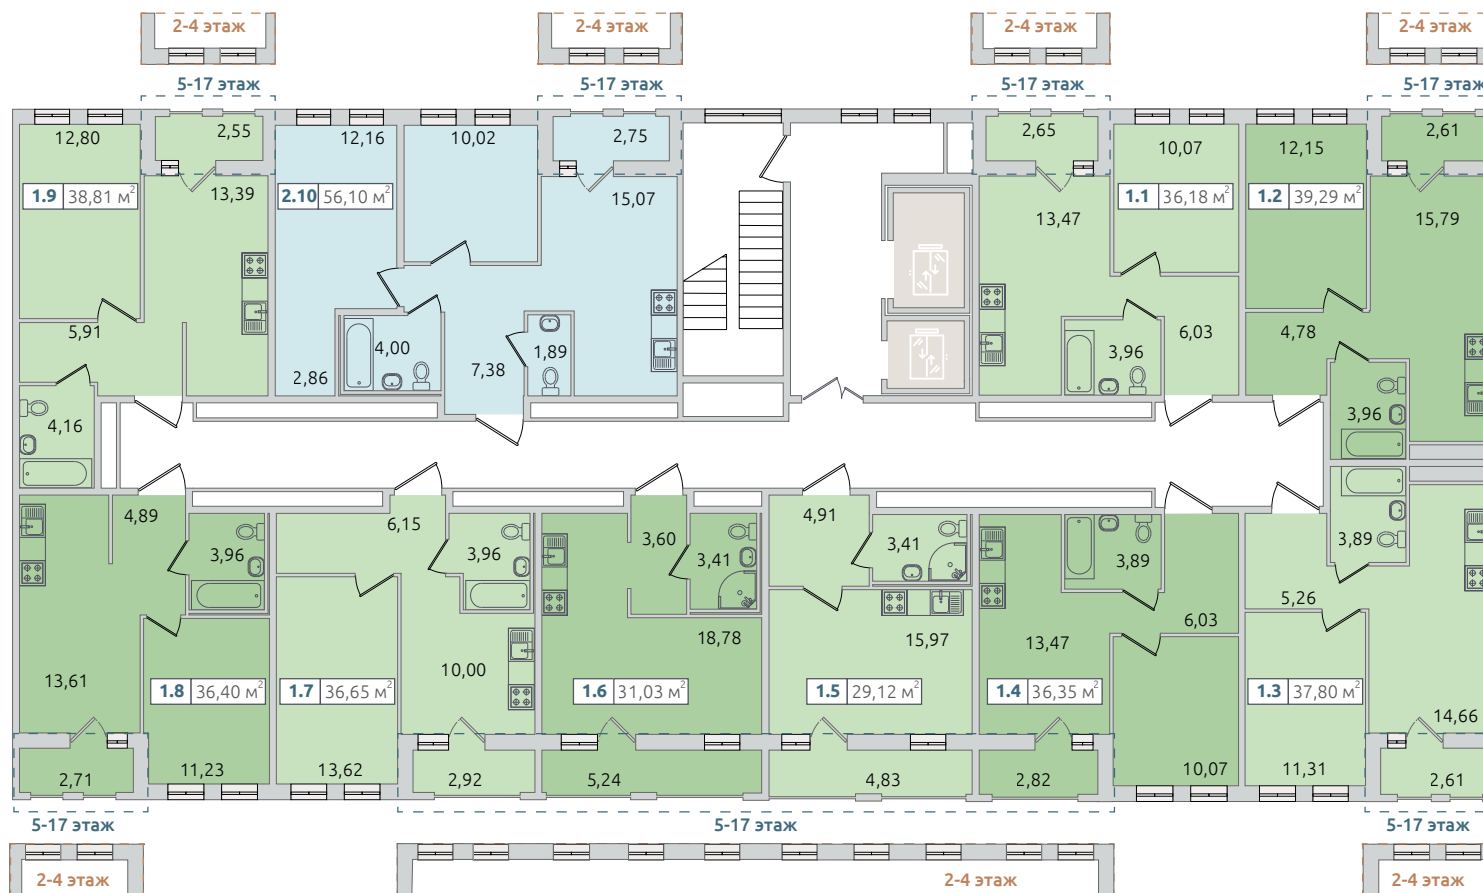 2-4 этаж
2-4 этаж
2-4 этаж
2-4 этаж
5-17 этаж
5-17 этаж
5-17 этаж
5-17 этаж
12,80
2,55
12,16
10,02
2,75
2,65
10,07
12,15
2,61
1.9 38,81 м²
13,39
2.10 56,10 м²
15,07
13,47
1.1 36,18 м²
1.2 39,29 м²
15,79
5,91
4,00
2,86
7,38
1,89
3,96
6,03
4,78
4,16
3,96
4,89
3,96
6,15
3,96
3,60
3,41
4,91
3,41
3,89
3,89
13,61
1.8 36,40 м²
1.7 36,65 м²
10,00
1.6 31,03 м²
18,78
15,97
1.5 29,12 м²
13,47
1.4 36,35 м²
6,03
5,26
1.3 37,80 м²
14,66
2,71
11,23
13,62
2,92
5,24
4,83
2,82
10,07
11,31
2,61
5-17 этаж
5-17 этаж
5-17 этаж
2-4 этаж
2-4 этаж
2-4 этаж